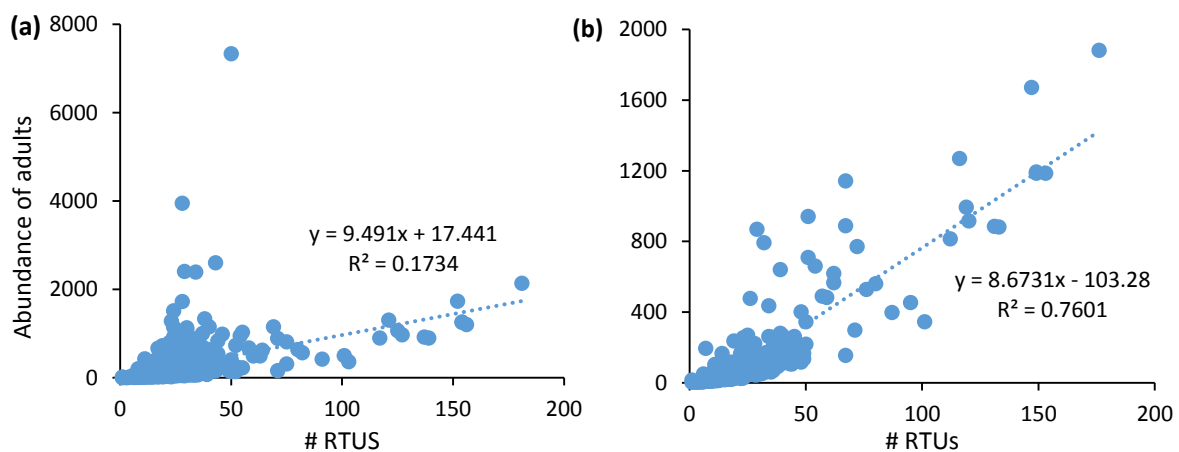 (a)
Abundance of adults
8000
6000
4000
2000
0
y = 9.491x + 17.441
R² = 0.1734
0 50 100 150 200
# RTUS
(b)
2000
1600
1200
800
400
0
y = 8.6731x - 103.28
R² = 0.7601
0 50 100 150 200
# RTUs